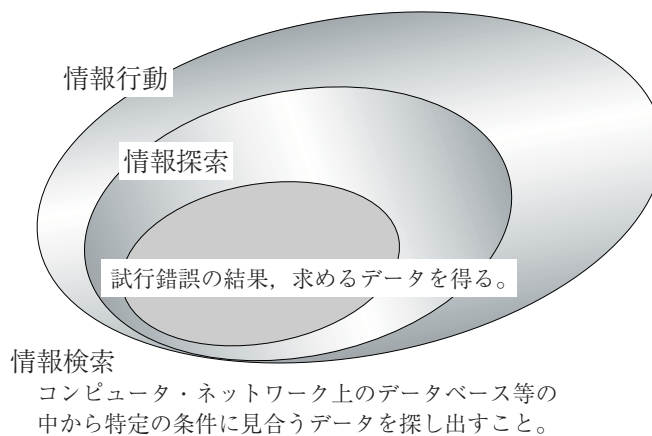 情報行動
情報探索
試行錯誤の結果，求めるデータを得る。
情報検索
コンピュータ・ネットワーク上のデータベース等の
中から特定の条件に見合うデータを探し出すこと。